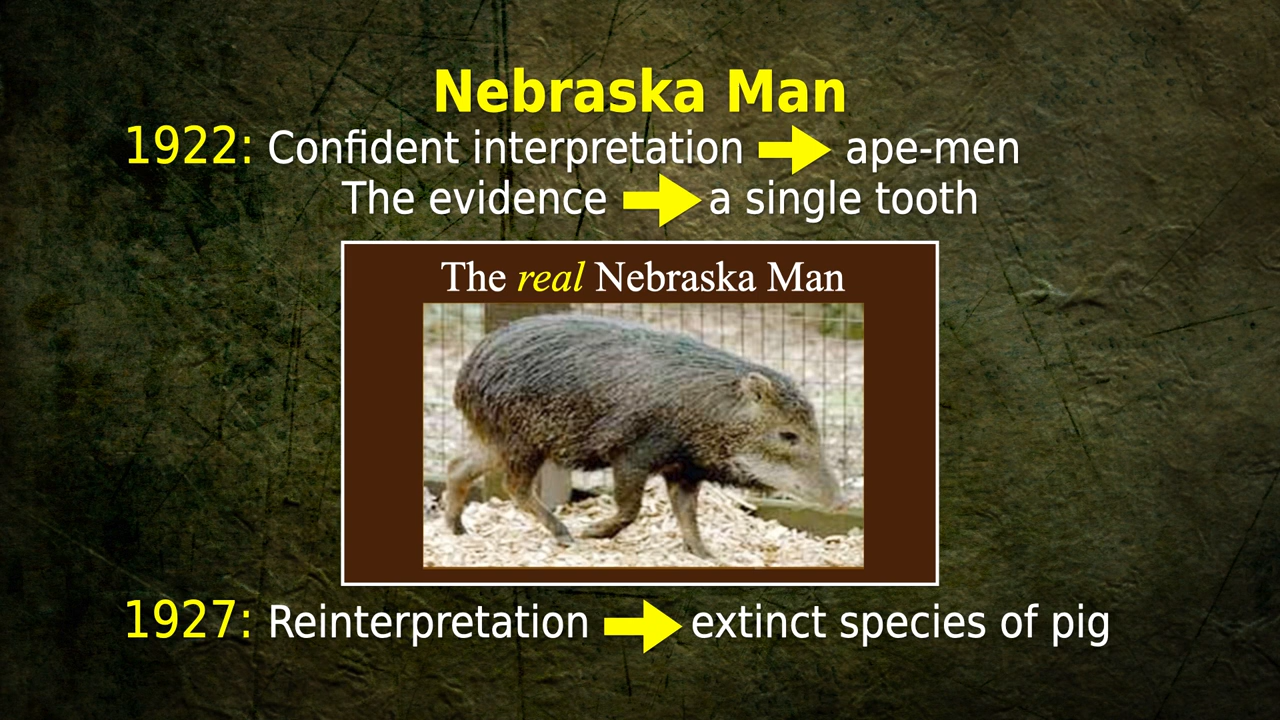 Nebraska Man
1922: Confident interpretation ape-men
The evidence a single tooth
The real Nebraska Man
1927: Reinterpretation extinct species of pig